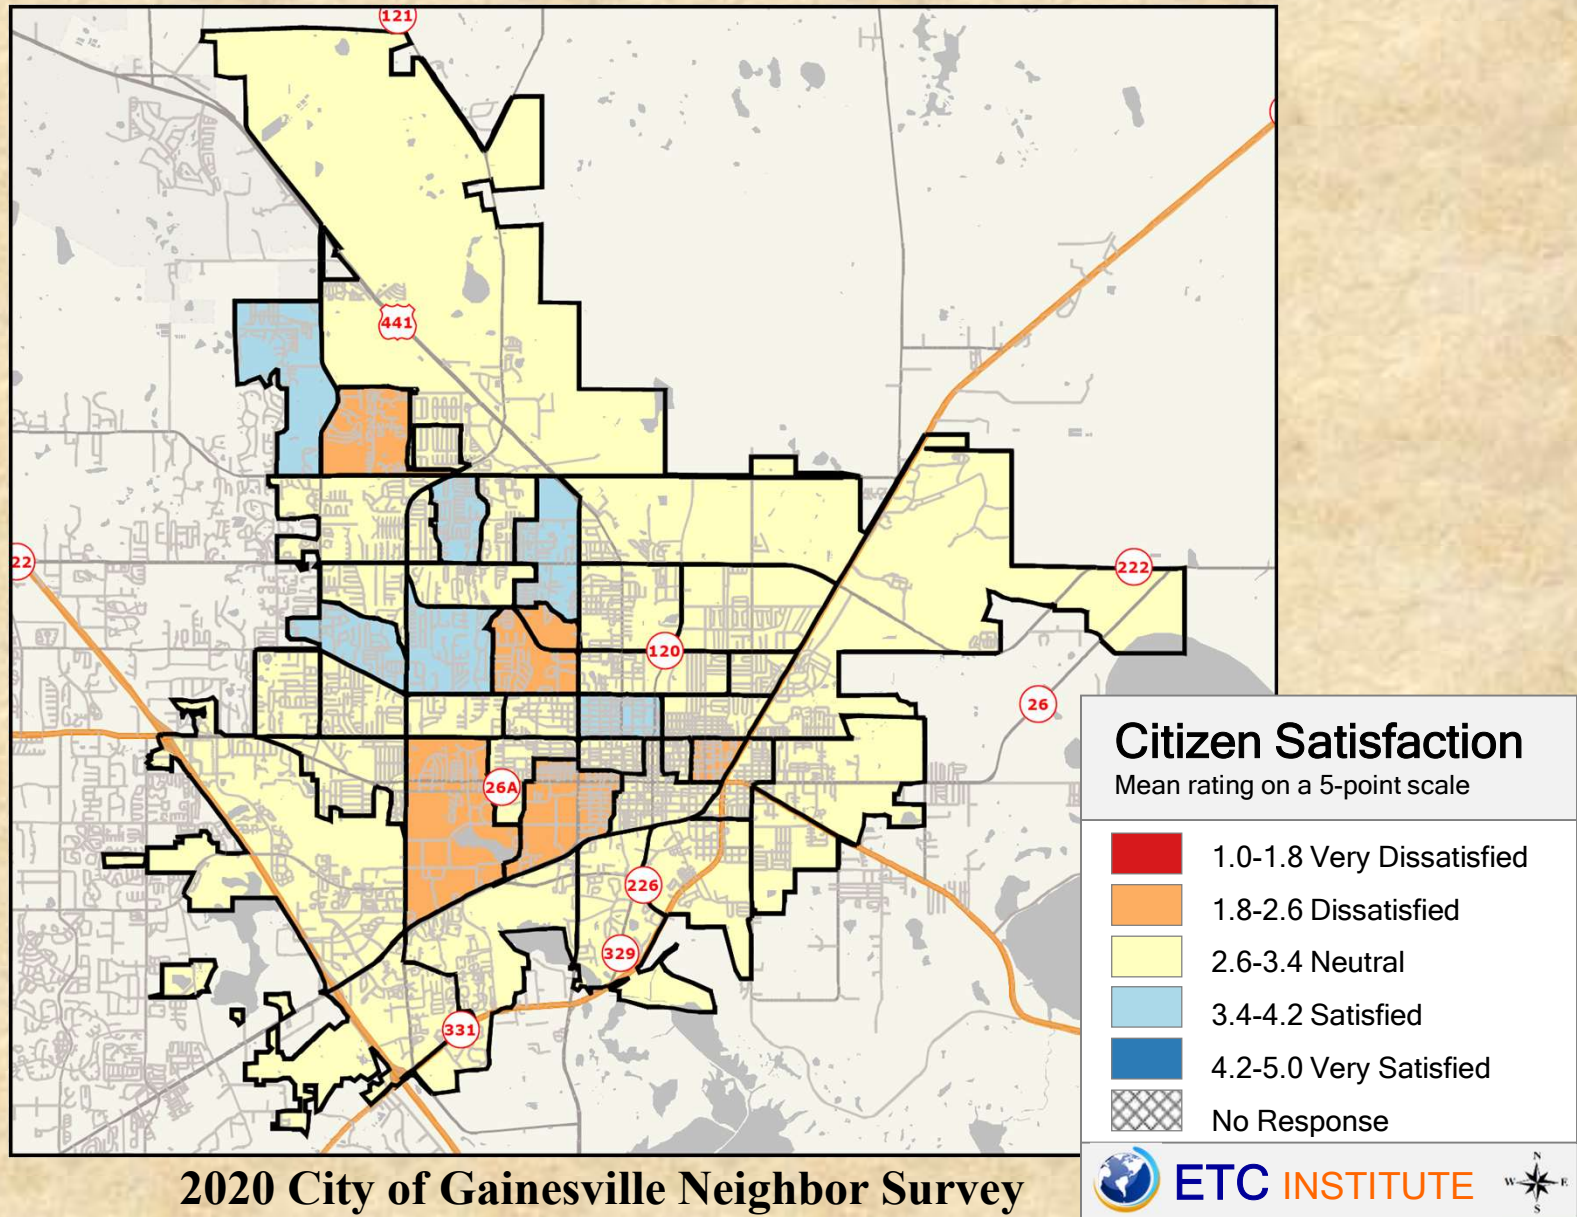 121
441
22
222
120
26
26A
226
329
331
Citizen Satisfaction
Mean rating on a 5-point scale
1.0-1.8 Very Dissatisfied
1.8-2.6 Dissatisfied
2.6-3.4 Neutral
3.4-4.2 Satisfied
4.2-5.0 Very Satisfied
No Response
ETC INSTITUTE
N
W E
S
2020 City of Gainesville Neighbor Survey